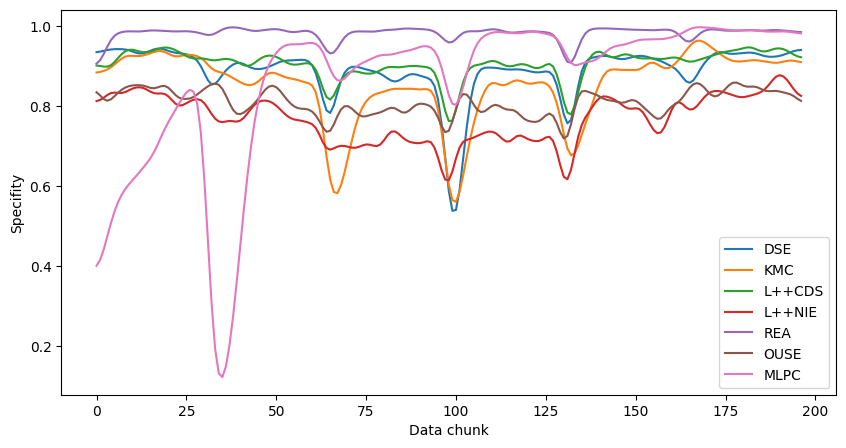 1.0
0.8
0.6
0.4
0.2
Specifity
0
25
50
75
100
125
150
175
200
Data chunk
DSE
KMC
L++CDS
L++NIE
REA
OUSE
MLPC